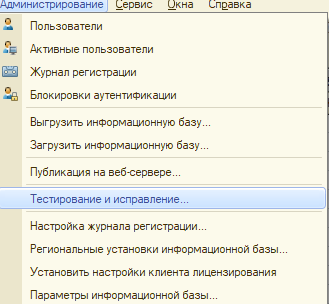 Администрирование Сервис Окна Справка
Пользователи
Активные пользователи
Журнал регистрации
Блокировки аутентификации
Выгрузить информационную базу...
Загрузить информационную базу...
Публикация на веб-сервере...
Тестирование и исправление...
Настройка журнала регистрации...
Региональные установки информационной базы...
Установить настройки клиента лицензирования
Параметры информационной базы...